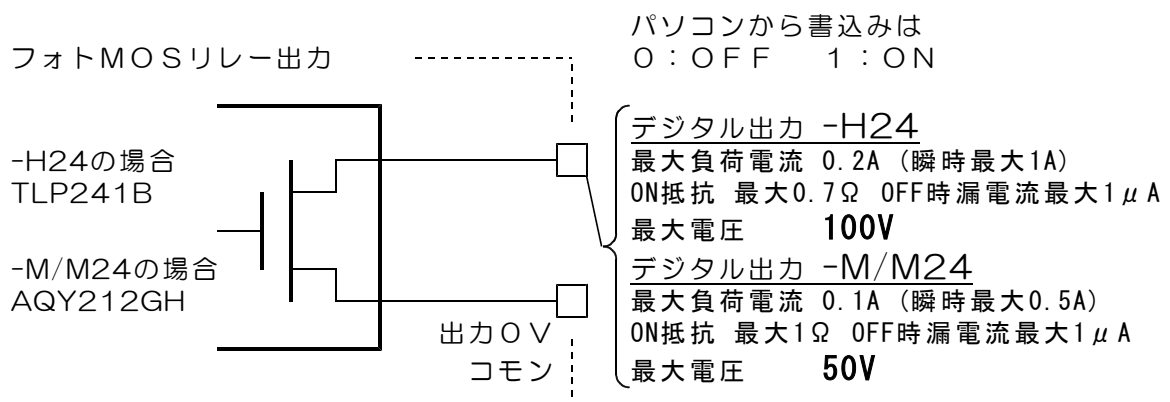 パソコンから書込みは
0：OFF　1：ON
フォトMOSリレー出力
-H24の場合
TLP241B
-M/M24の場合
AQY212GH
出力0V
コモン
デジタル出力 -H24
最大負荷電流 0.2A (瞬時最大1A)
ON抵抗 最大0.7Ω OFF時漏電流最大1μA
最大電圧 100V
デジタル出力 -M/M24
最大負荷電流 0.1A (瞬時最大0.5A)
ON抵抗 最大1Ω OFF時漏電流最大1μA
最大電圧 50V